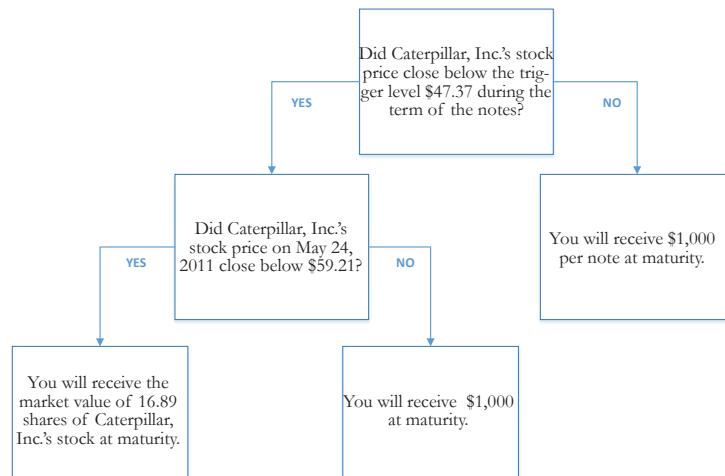 Did Caterpillar, Inc.'s stock
price close below the trig-
ger level $47.37 during the
term of the notes?
YES
NO
Did Caterpillar, Inc.'s
stock price on May 24,
2011 close below $59.21?
You will receive $1,000
per note at maturity.
YES
NO
You will receive the
market value of 16.89
shares of Caterpillar,
Inc.'s stock at maturity.
You will receive $1,000
at maturity.